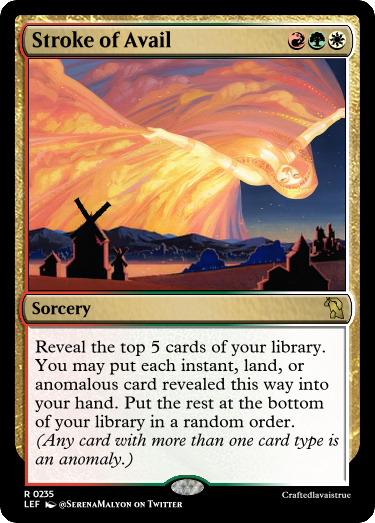 Stroke of Avail
Sorcery
Reveal the top 5 cards of your library.
You may put each instant, land, or
anomalous card revealed this way into
your hand. Put the rest at the bottom
of your library in a random order.
(Any card with more than one card type is
an anomaly.)
R 0235
LEF @SerenaMalyon on Twitter
Craftedlavaistrue